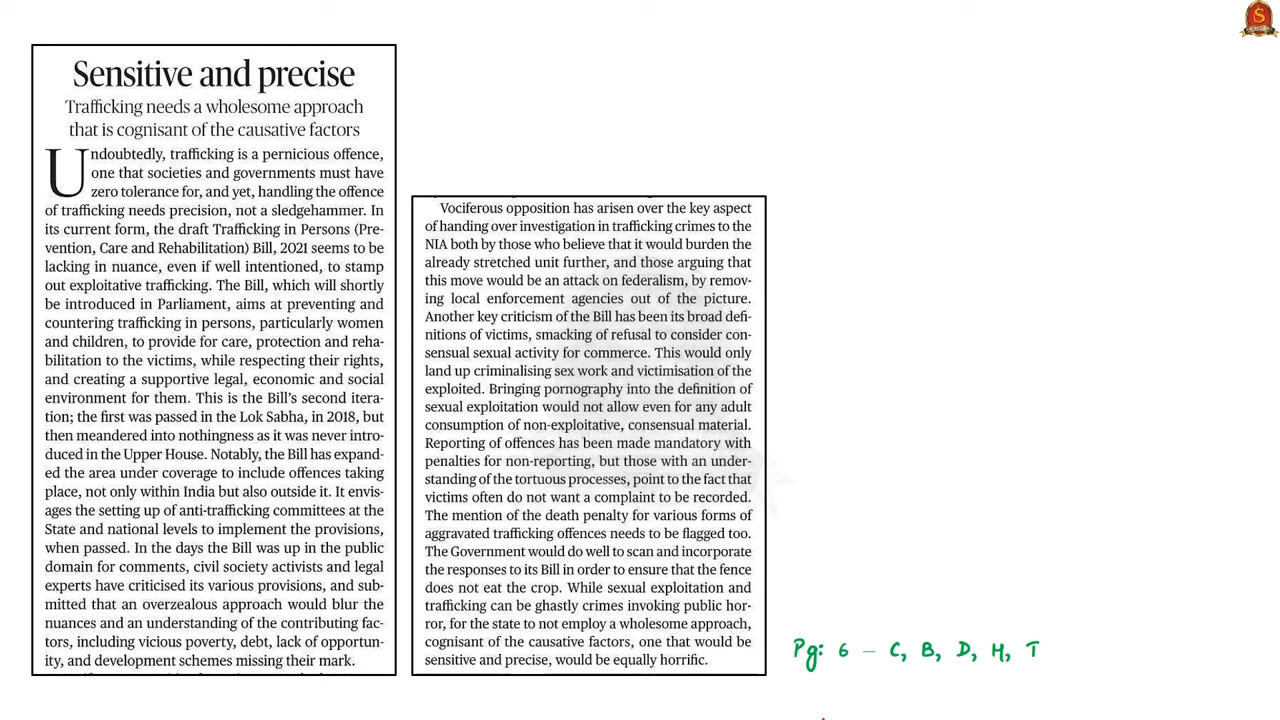 Sensitive and precise
Trafficking needs a wholesome approach
that is cognisant of the causative factors
Undoubtedly, trafficking is a pernicious offence,
one that societies and governments must have
zero tolerance for, and yet, handling the offence
of trafficking needs precision, not a sledgehammer. In
its current form, the draft Trafficking in Persons (Pre-
vention, Care and Rehabilitation) Bill, 2021 seems to be
lacking in nuance, even if well intentioned, to stamp
out exploitative trafficking. The Bill, which will shortly
be introduced in Parliament, aims at preventing and
countering trafficking in persons, particularly women
and children, to provide for care, protection and reha-
bilitation to the victims, while respecting their rights,
and creating a supportive legal, economic and social
environment for them. This is the Bill’s second itera-
tion; the first was passed in the Lok Sabha, in 2018, but
then meandered into nothingness as it was never intro-
duced in the Upper House. Notably, the Bill has expand-
ed the area under coverage to include offences taking
place, not only within India but also outside it. It envis-
ages the setting up of anti-trafficking committees at the
State and national levels to implement the provisions,
when passed. In the days the Bill was up in the public
domain for comments, civil society activists and legal
experts have criticised its various provisions, and sub-
mitted that an overzealous approach would blur the
nuances and an understanding of the contributing fac-
tors, including vicious poverty, debt, lack of opportun-
ity, and development schemes missing their mark.
Vociferous opposition has arisen over the key aspect
of handing over investigation in trafficking crimes to the
NIA both by those who believe that it would burden the
already stretched unit further, and those arguing that
this move would be an attack on federalism, by remov-
ing local enforcement agencies out of the picture.
Another key criticism of the Bill has been its broad defi-
nitions of victims, smacking of refusal to consider con-
sensual sexual activity for commerce. This would only
land up criminalising sex work and victimisation of the
exploited. Bringing pornography into the definition of
sexual exploitation would not allow even for any adult
consumption of non-exploitative, consensual material.
Reporting of offences has been made mandatory with
penalties for non-reporting, but those with an under-
standing of the tortuous processes, point to the fact that
victims often do not want a complaint to be recorded.
The mention of the death penalty for various forms of
aggravated trafficking offences needs to be flagged too.
The Government would do well to scan and incorporate
the responses to its Bill in order to ensure that the fence
does not eat the crop. While sexual exploitation and
trafficking can be ghastly crimes invoking public hor-
ror, for the state to not employ a wholesome approach,
cognisant of the causative factors, one that would be
sensitive and precise, would be equally horrific.
Pg: 6 – C, B, D, H, T